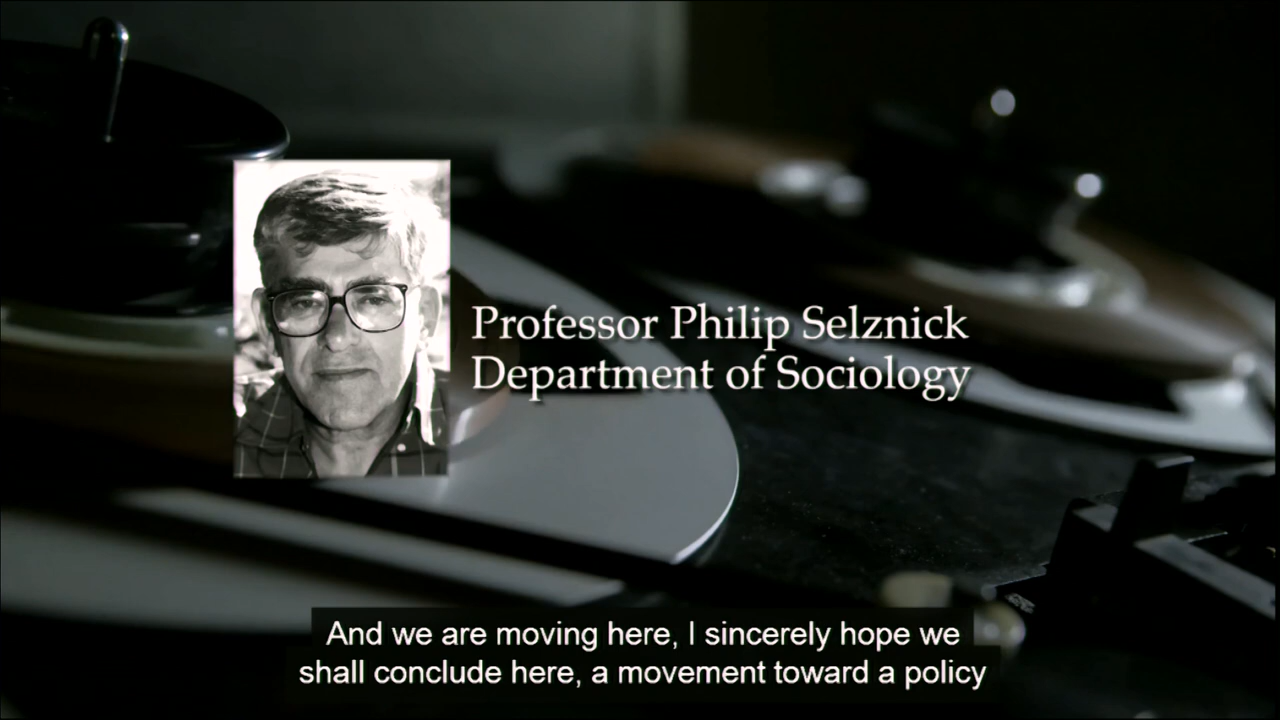 Professor Philip Selznick
Department of Sociology
And we are moving here, I sincerely hope we
shall conclude here, a movement toward a policy